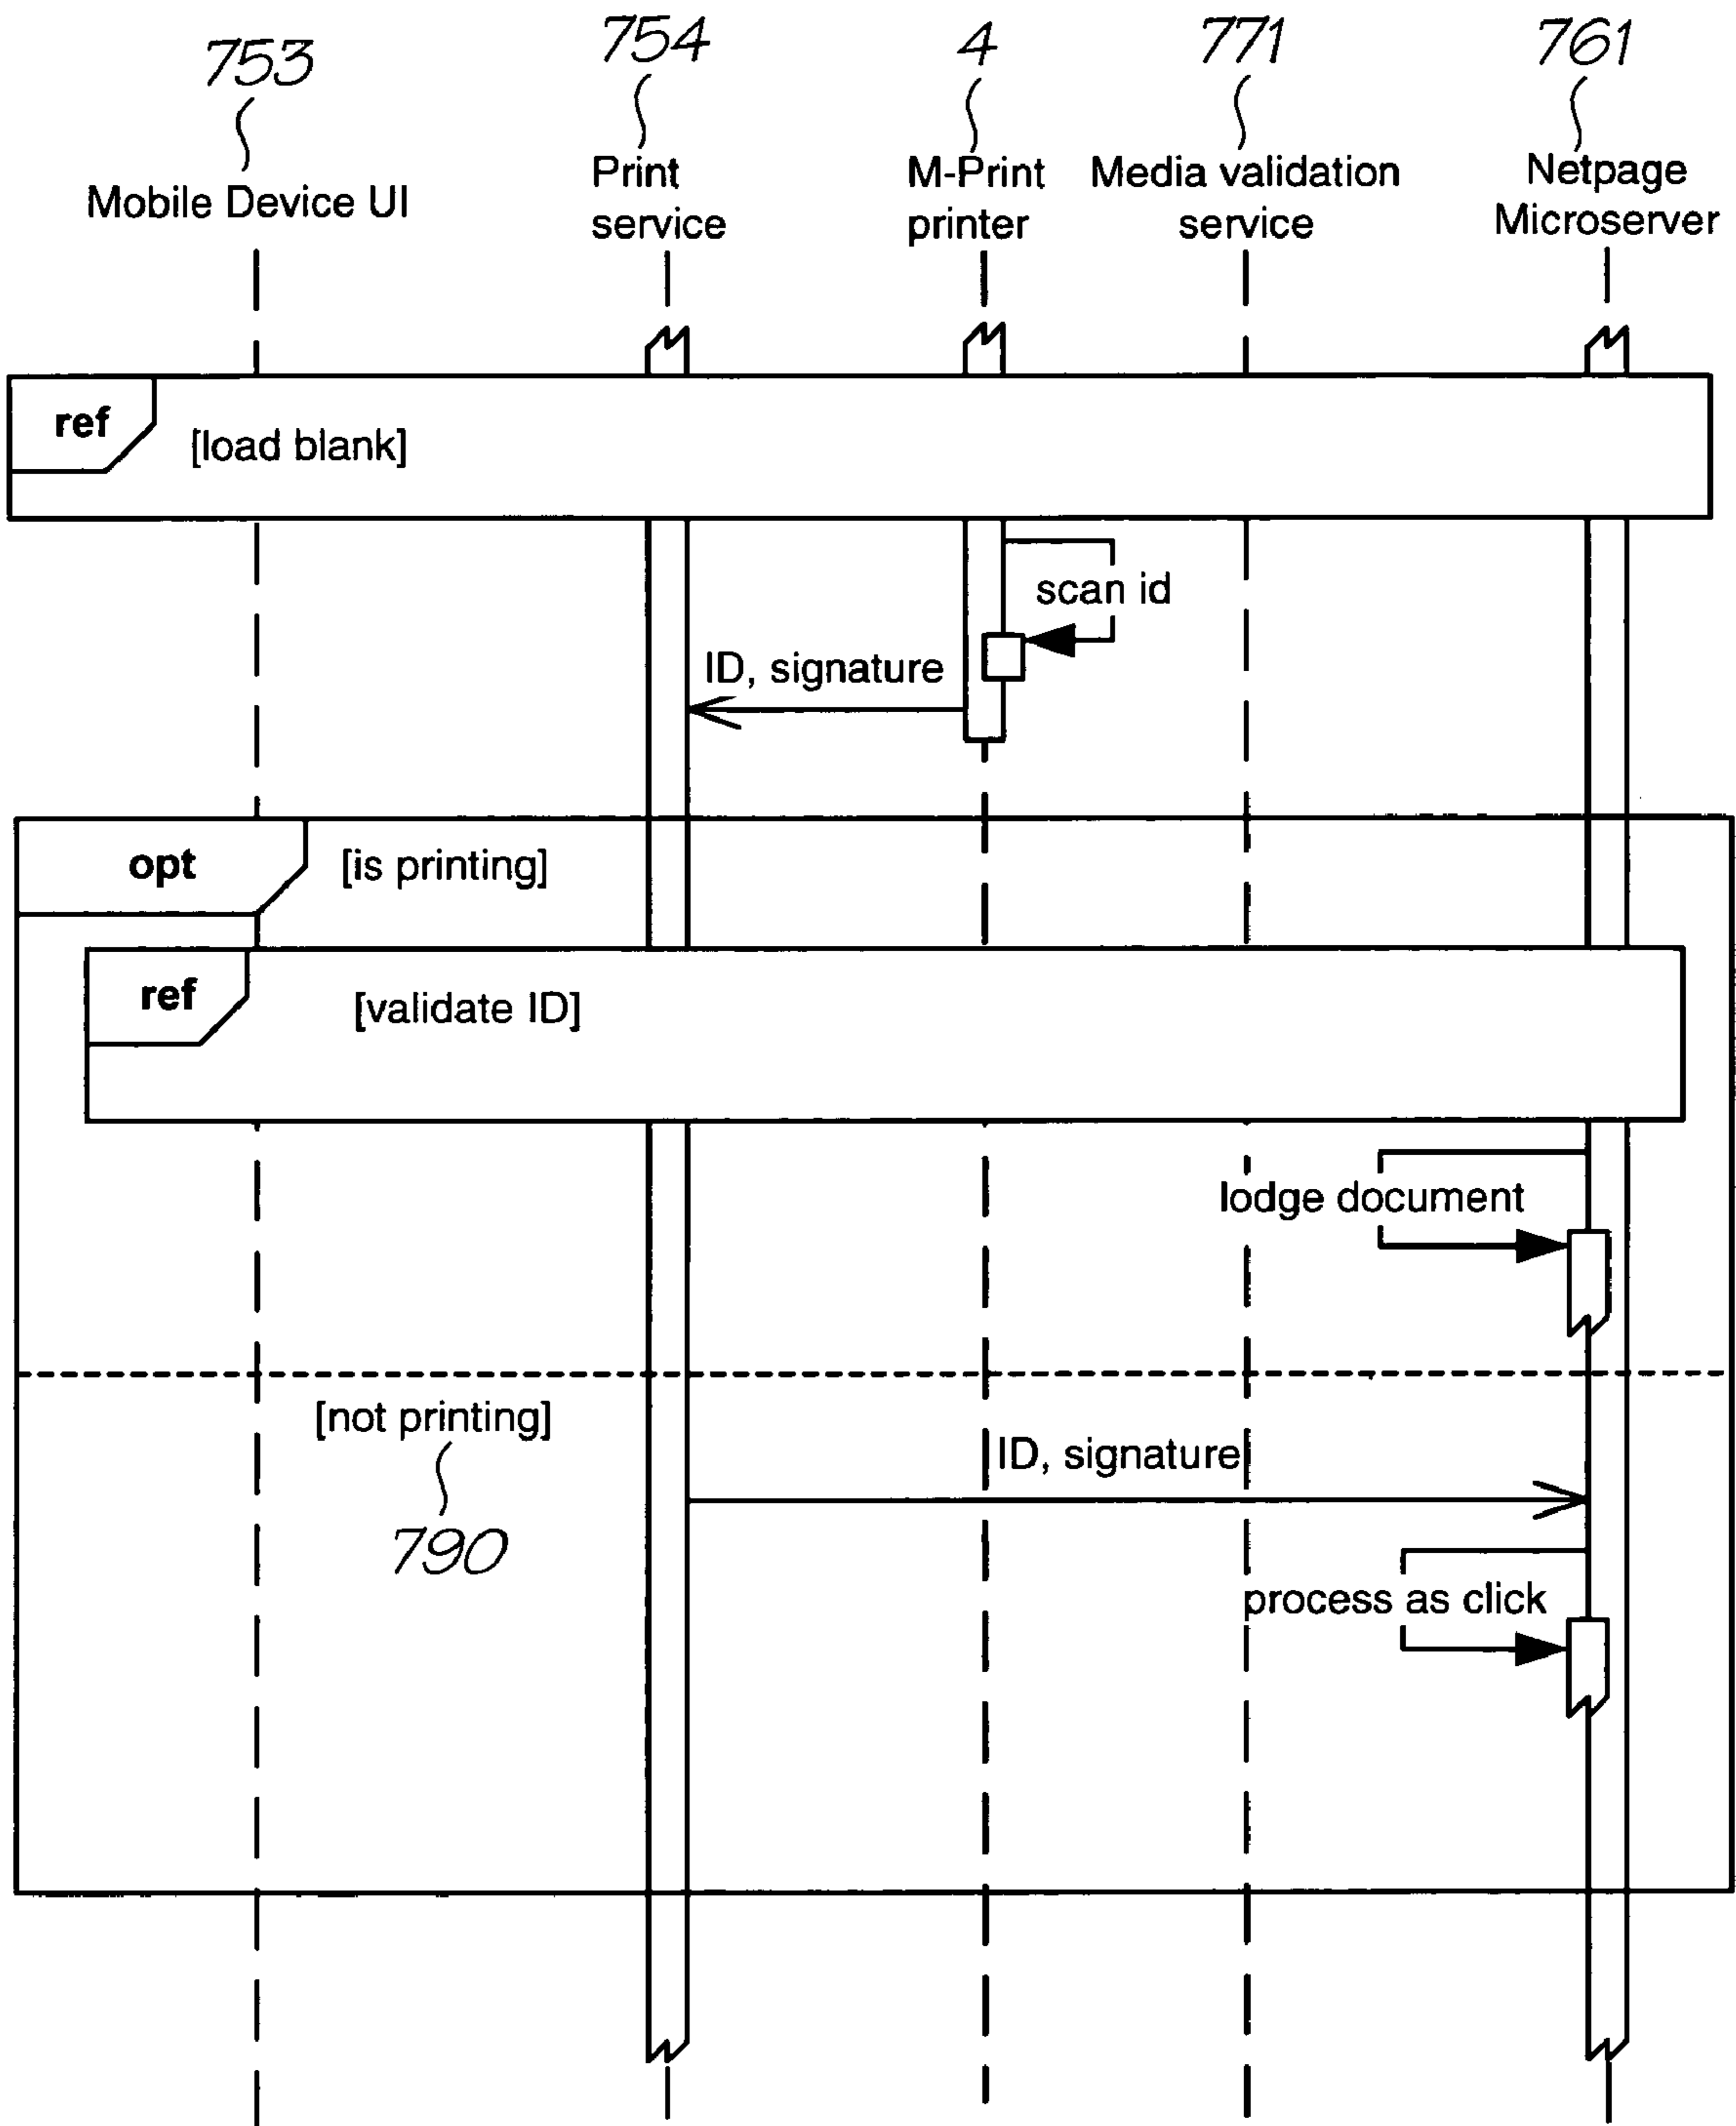 753
754
4
771
761
Mobile Device UI
Print
service
M-Print
printer
Media validation
service
Netpage
Microserver
ref
[load blank]
scan id
ID, signature
opt
[is printing]
ref
[validate ID]
lodge document
[not printing]
790
ID, signature
process as click